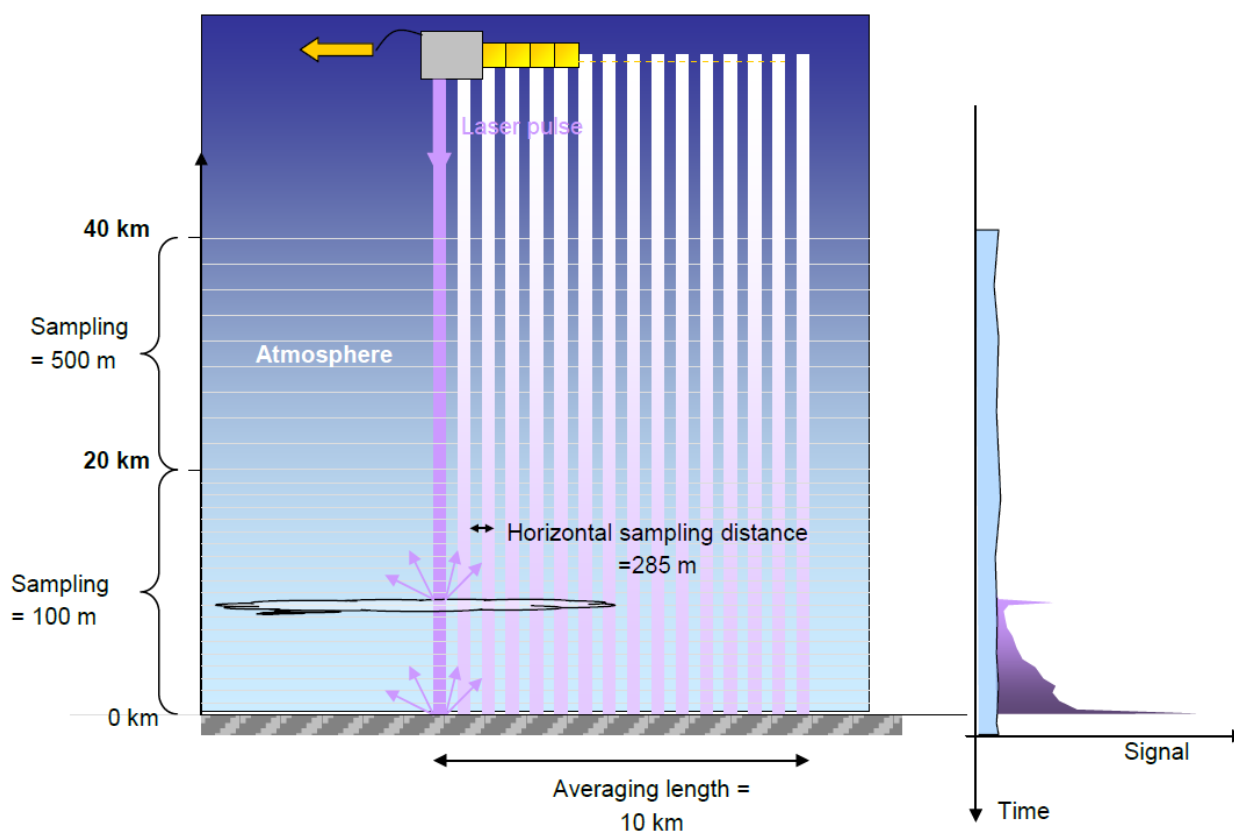 Laser pulse
40 km
Sampling
= 500 m
Atmosphere
20 km
Horizontal sampling distance
=285 m
Sampling
= 100 m
0 km
Signal
Averaging length =
10 km
Time